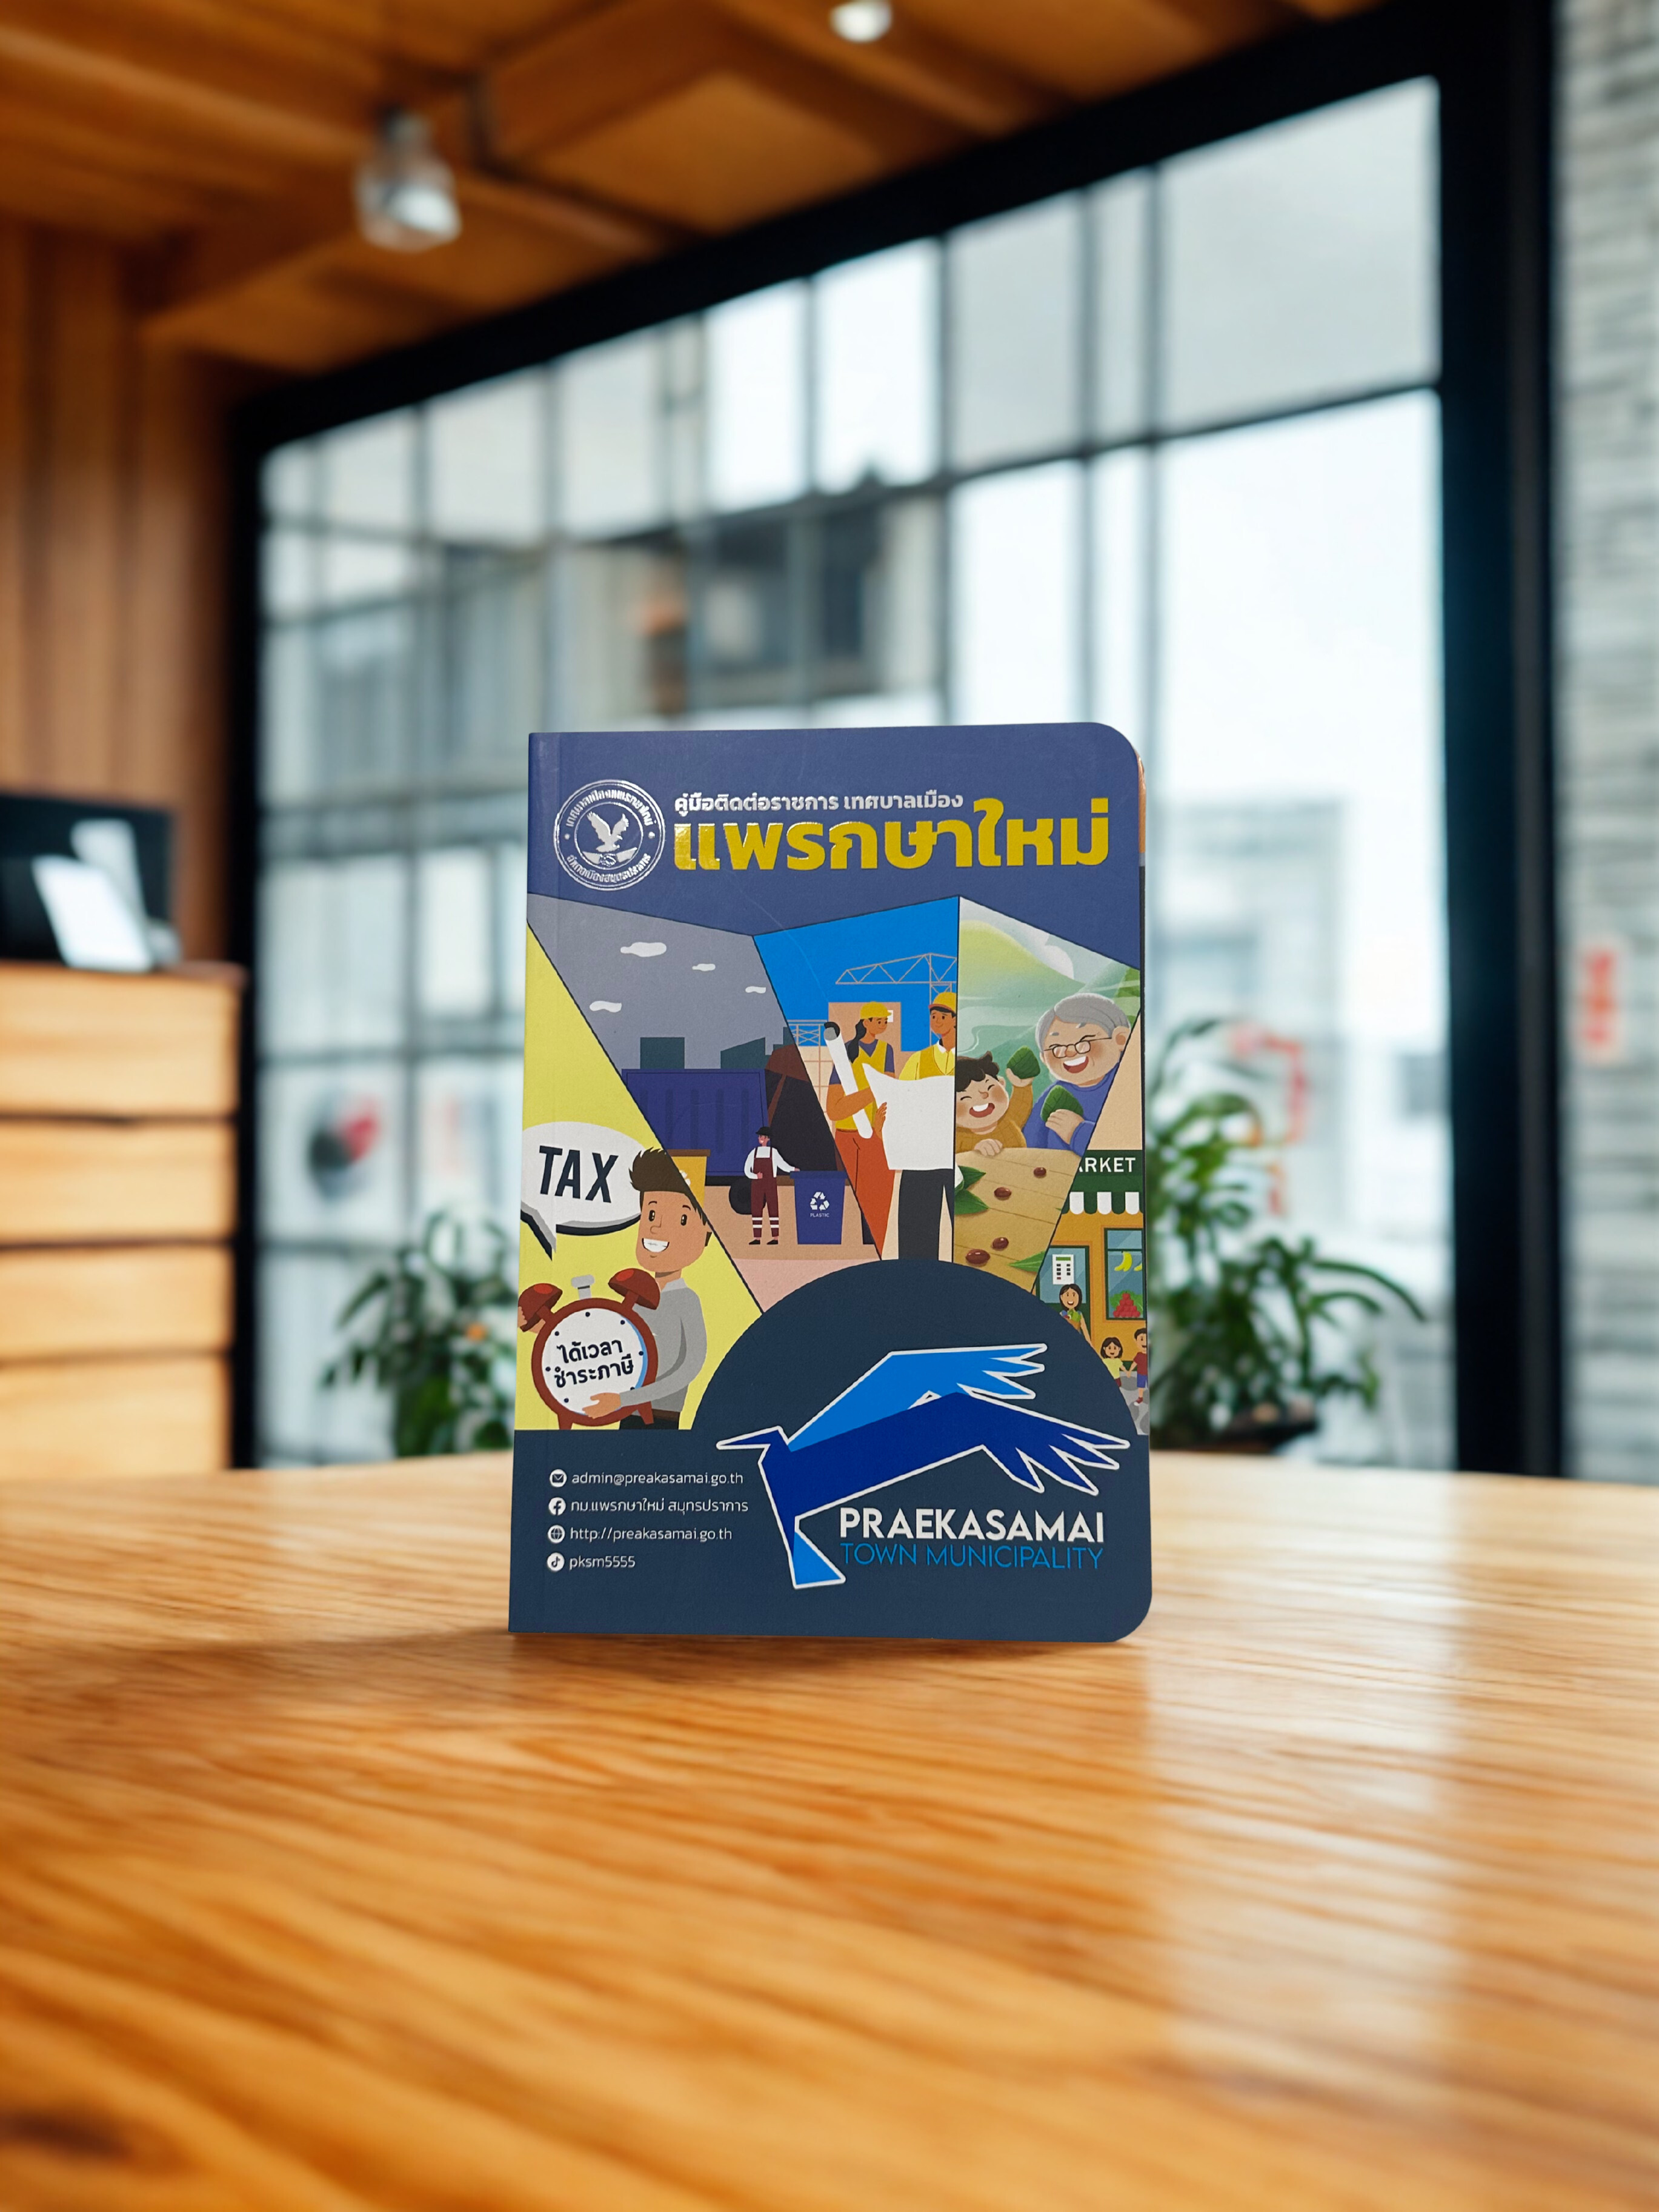 คู่มือติดต่อราชการ เทศบาลเมือง
แพรกษาใหม่
TAX
PLASTIC
ARKET
ได้เวลา
ชำระภาษี
admin@preakasamai.go.th
ทม.แพรกษาใหม่ สมุทรปราการ
http://preakasamai.go.th
pksm5555
PRAEKASAMAI
TOWN MUNICIPALITY